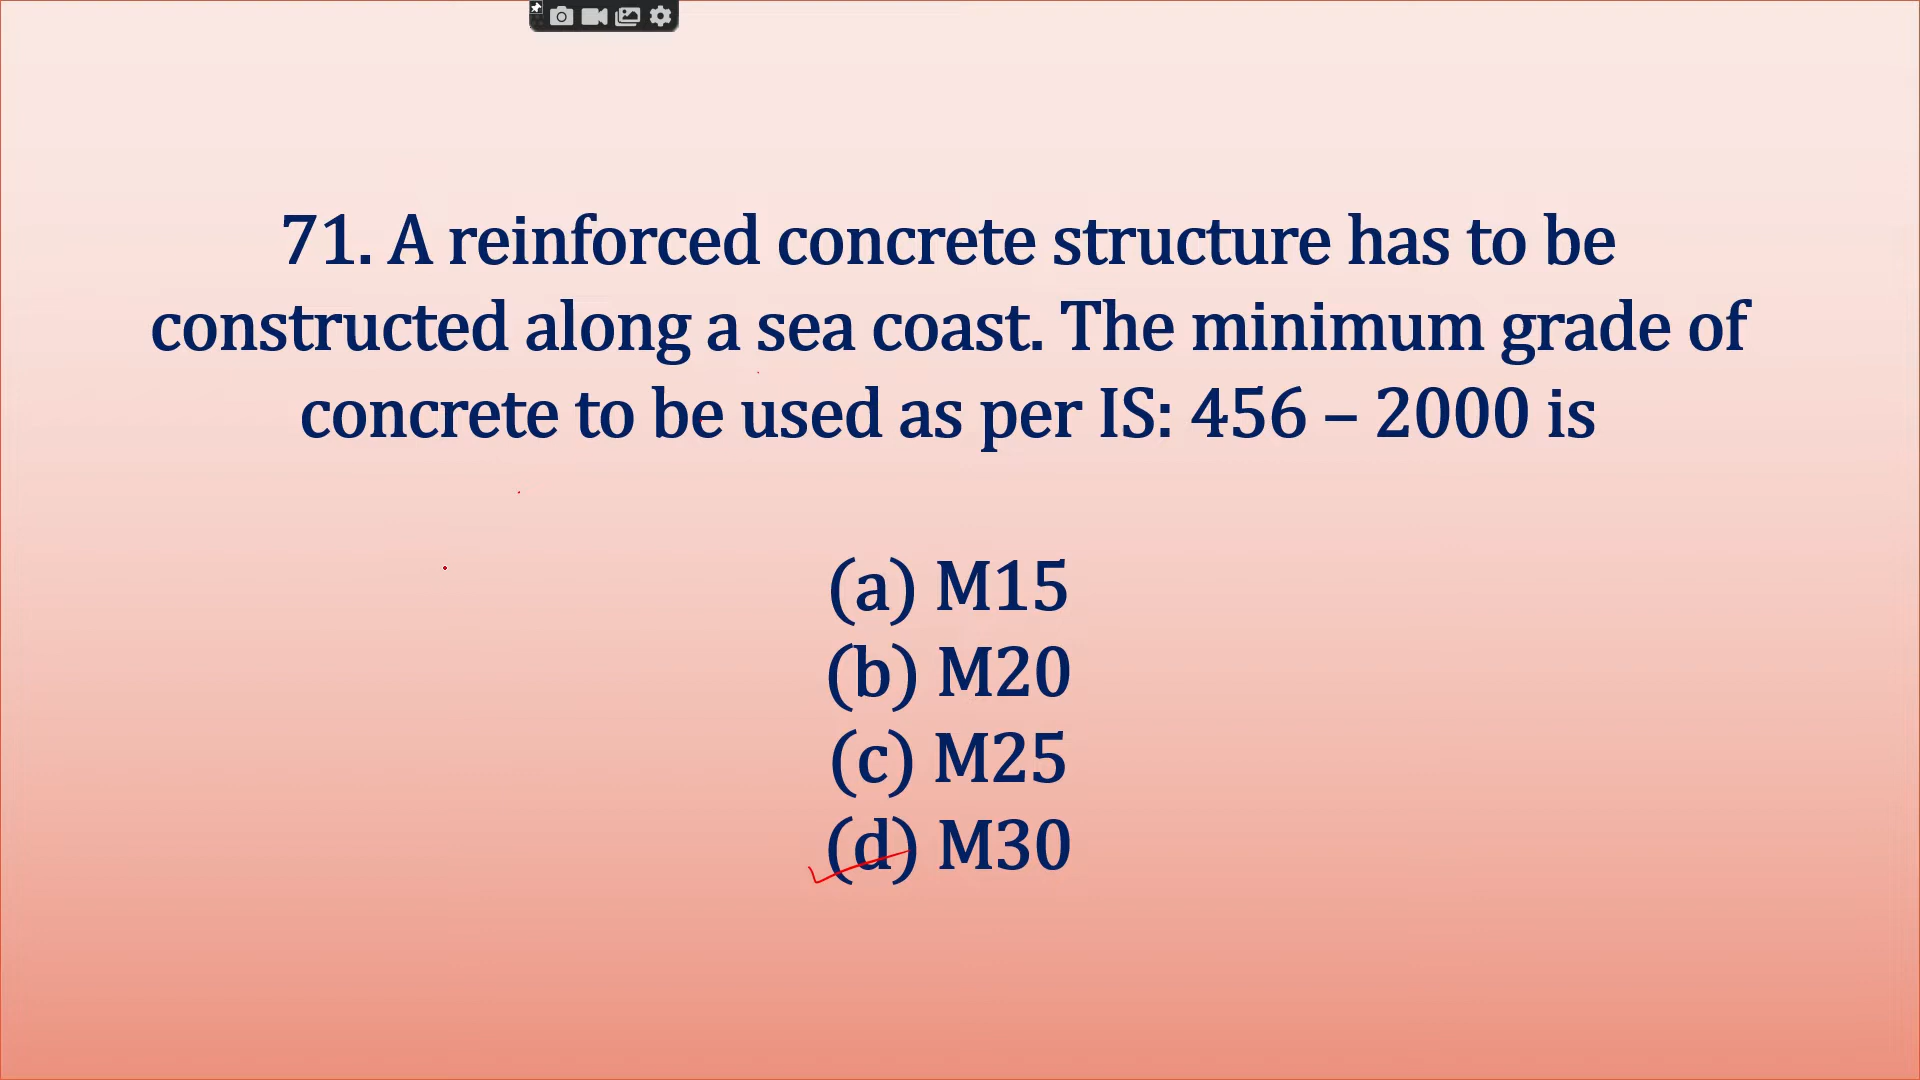 71. A reinforced concrete structure has to be
constructed along a sea coast. The minimum grade of
concrete to be used as per IS: 456 – 2000 is
(a) M15
(b) M20
(c) M25
(d) M30